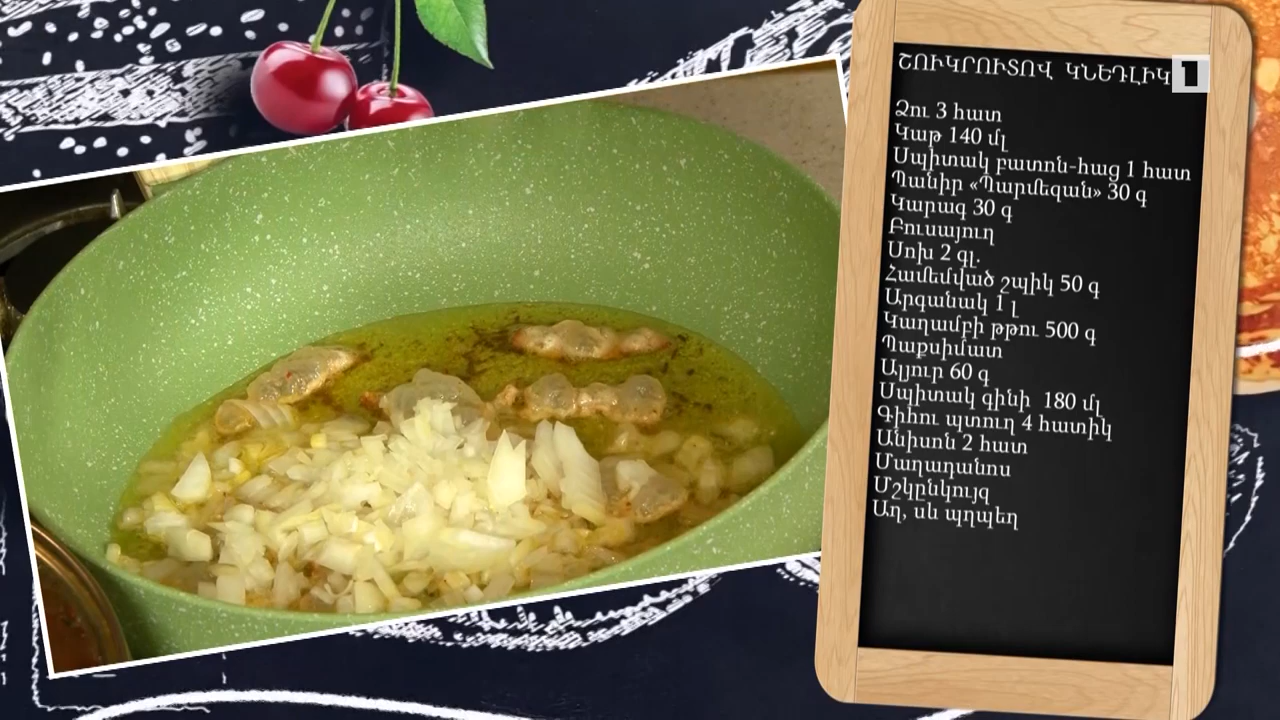 ՇՈՒԿՐՈՒՏՈՎ ԿՆԵԴԼԻԿ
1
Ձու 3 հատ
Կաթ 140 մլ
Սպիտակ բատոն-հաց 1 հատ
Պանիր «Պարմեզան» 30 գ
Կարագ 30 գ
Բուսայուղ
Սոխ 2 գլ.
Համեմված շպիկ 50 գ
Արգանակ 1 լ
Կաղամբի թթու 500 գ
Պաքսիմատ
Ալյուր 60 գ
Սպիտակ գինի 180 մլ
Գիհու պտուղ 4 հատիկ
Անիսոն 2 հատ
Մաղադանոս
Մշկընկույզ
Աղ, սև պղպեղ